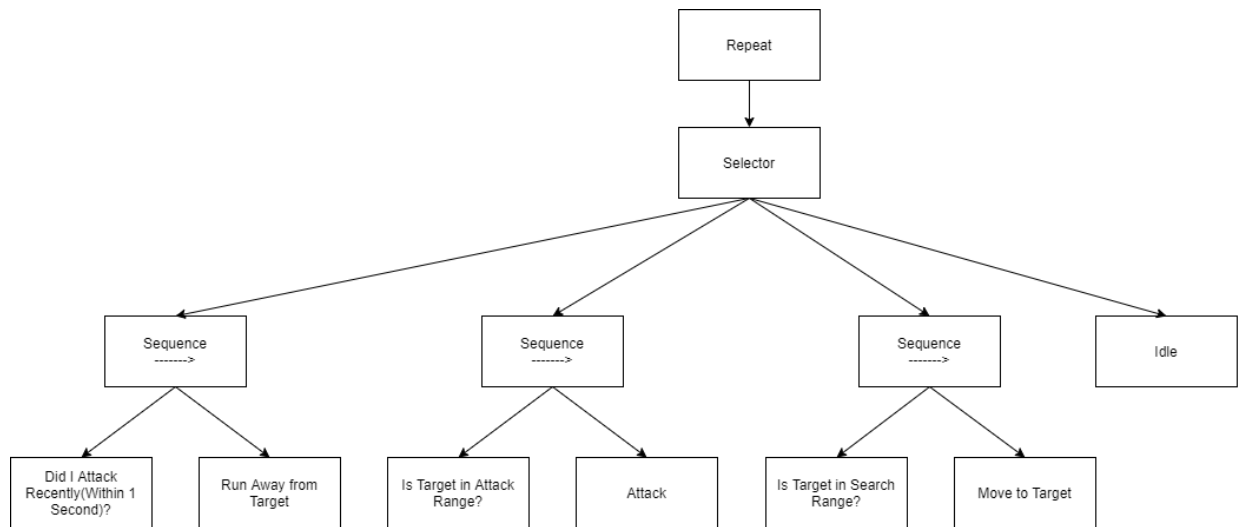 Repeat
Selector
Sequence
------->
Sequence
------->
Sequence
------->
Idle
Did I Attack
Recently(Within 1
Second)?
Run Away from
Target
Is Target in Attack
Range?
Attack
Is Target in Search
Range?
Move to Target